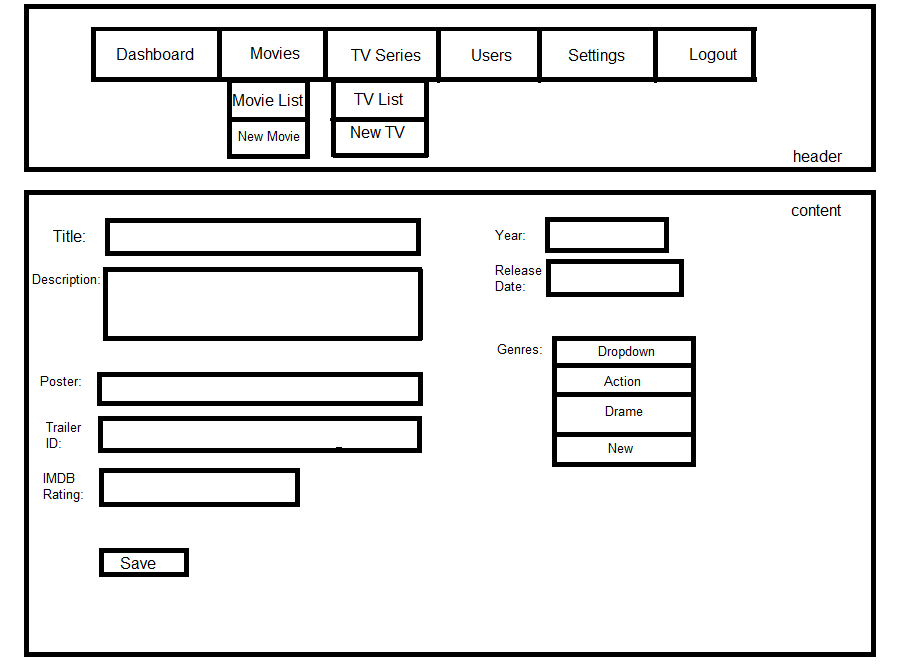 Dashboard
Movies
TV Series
Users
Settings
Logout
Movie List
TV List
New Movie
New TV
header
content
Title:
Year:
Description:
Release
Date:
Genres:
Dropdown
Poster:
Action
Drame
Trailer
ID:
New
IMDB
Rating:
Save